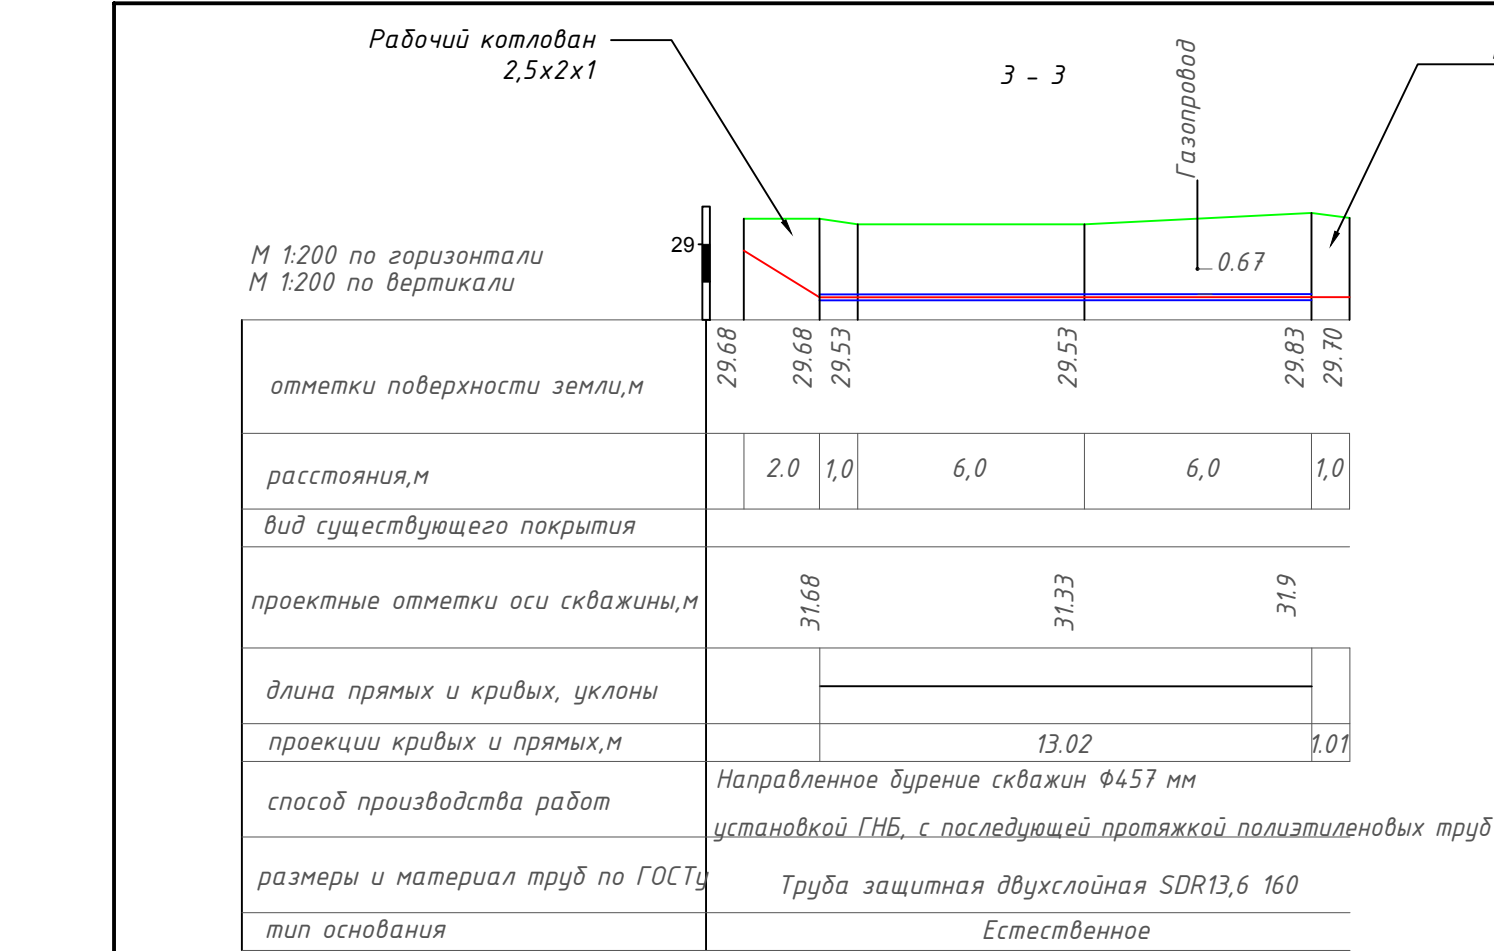 Рабочий котлован
2,5х2х1
3 - 3
Газопровод
29
М 1:200 по горизонтали
М 1:200 по вертикали
0.67
отметки поверхности земли,м
29.68
29.68
29.53
29.53
29.83
29.70
расстояния,м
2.0
1,0
6,0
6,0
1,0
вид существующего покрытия
проектные отметки оси скважины,м
31.68
31.33
31.9
длина прямых и кривых, уклоны
проекции кривых и прямых,м
13.02
1.01
способ производства работ
Направленное бурение скважин Ф457 мм
установкой ГНБ, с последующей протяжкой полиэтиленовых труб
размеры и материал труб по ГОСТу
Труба защитная двухслойная SDR13,6 160
тип основания
Естественное